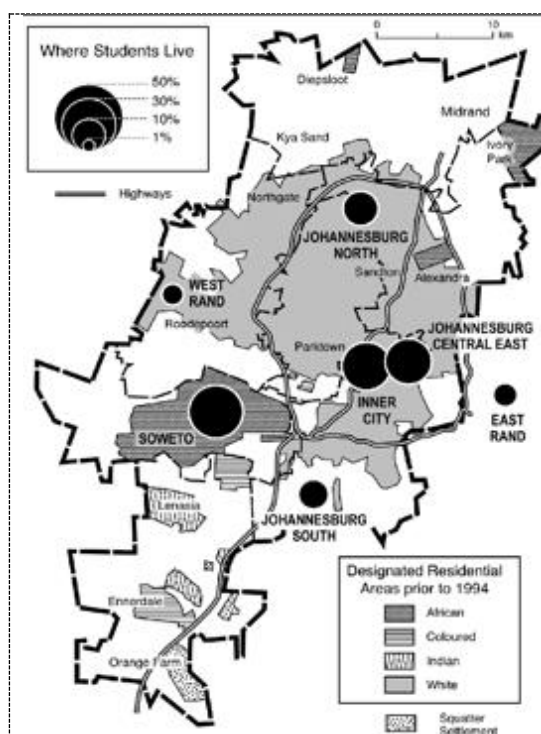 Where Students Live
50%
30%
10%
1%
Highways
0 10
km
Diepsloot
Midrand
Kya Sand
Ivory
Park
Northgate
JOHANNESBURG
NORTH
Sandton
Alexandra
WEST
RAND
Roodepoort
JOHANNESBURG
CENTRAL EAST
Parktown
INNER
CITY
EAST
RAND
SOWETO
Lenasia
JOHANNESBURG
SOUTH
Designated Residential
Areas prior to 1994
African
Coloured
Indian
White
Squatter
Settlement
Ennerdale
Orange Farm